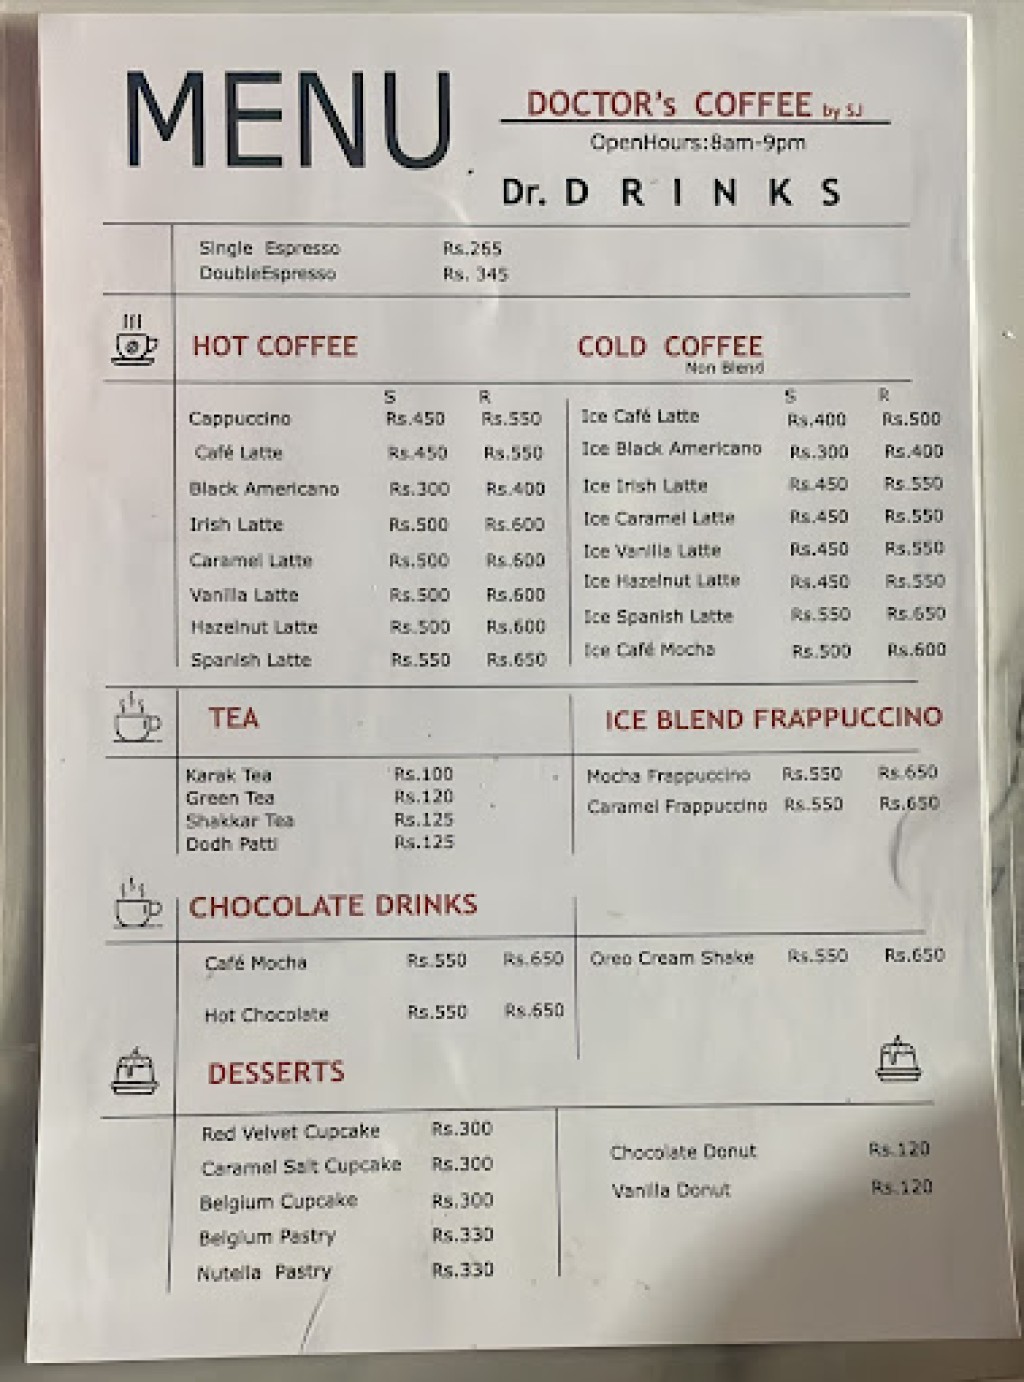 MENU
DOCTOR's COFFEE by SJ
OpenHours:8am-9pm
Dr. D R I N K S
Single Espresso Rs.265
DoubleEspresso Rs. 345
HOT COFFEE
S R
Cappuccino Rs.450 Rs.550
Café Latte Rs.450 Rs.550
Black Americano Rs.300 Rs.400
Irish Latte Rs.500 Rs.600
Caramel Latte Rs.500 Rs.600
Vanilla Latte Rs.500 Rs.600
Hazelnut Latte Rs.500 Rs.600
Spanish Latte Rs.550 Rs.650
COLD COFFEE
Non Blend
S R
Ice Café Latte Rs.400 Rs.500
Ice Black Americano Rs.300 Rs.400
Ice Irish Latte Rs.450 Rs.550
Ice Caramel Latte Rs.450 Rs.550
Ice Vanilla Latte Rs.450 Rs.550
Ice Hazelnut Latte Rs.450 Rs.550
Ice Spanish Latte Rs.550 Rs.650
Ice Café Mocha Rs.500 Rs.600
TEA
Karak Tea Rs.100
Green Tea Rs.120
Shakkar Tea Rs.125
Dodh Patti Rs.125
ICE BLEND FRAPPUCCINO
Mocha Frappuccino Rs.550 Rs.650
Caramel Frappuccino Rs.550 Rs.650
CHOCOLATE DRINKS
Café Mocha Rs.550 Rs.650
Hot Chocolate Rs.550 Rs.650
Oreo Cream Shake Rs.550 Rs.650
DESSERTS
Red Velvet Cupcake Rs.300
Caramel Salt Cupcake Rs.300
Belgium Cupcake Rs.300
Belgium Pastry Rs.330
Nutella Pastry Rs.330
Chocolate Donut Rs.120
Vanilla Donut Rs.120